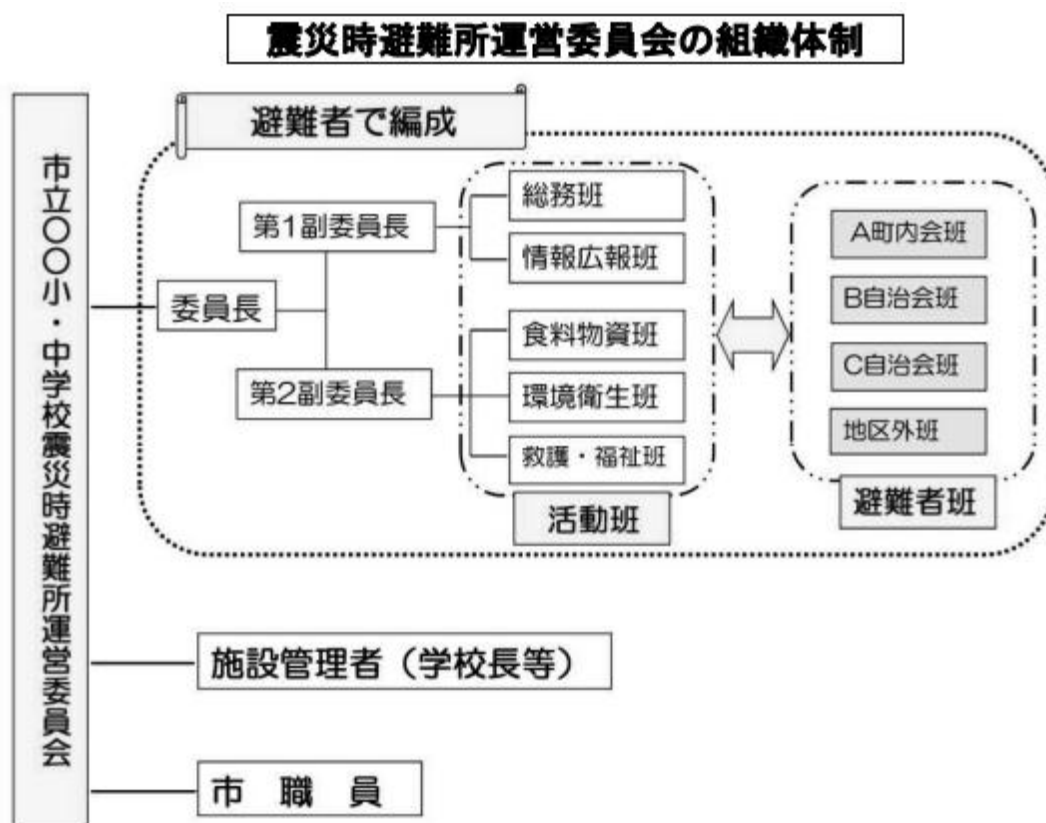 震災時避難所運営委員会の組織体制
市立〇〇小・中学校震災時避難所運営委員会
避難者で編成
委員長
第1副委員長
第2副委員長
総務班
情報広報班
食料物資班
環境衛生班
救護・福祉班
活動班
A町内会班
B自治会班
C自治会班
地区外班
避難者班
施設管理者（学校長等）
市　職　員